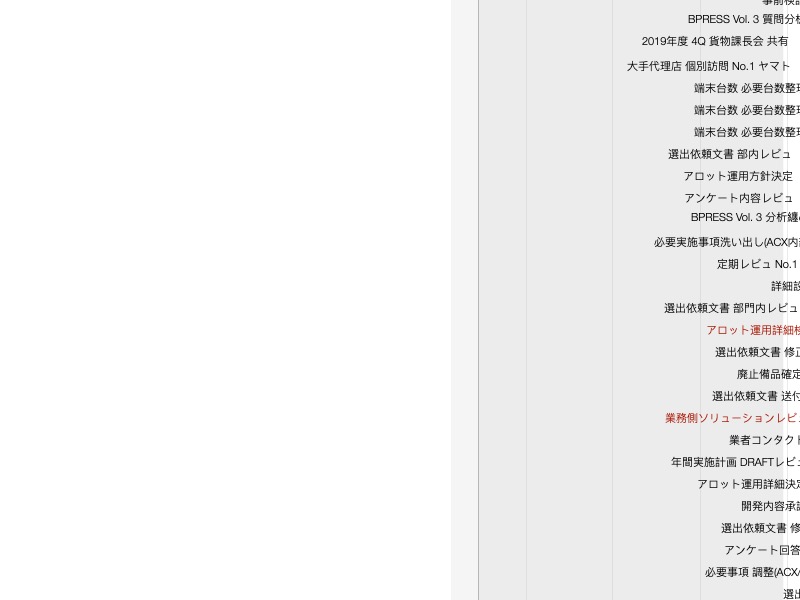 事前検
BPRESS Vol. 3 質問分析
2019年度 4Q 貨物課長会 共有
大手代理店 個別訪問 No.1 ヤマト
端末台数 必要台数整理
端末台数 必要台数整理
端末台数 必要台数整理
選出依頼文書 部内レビュ
アロット運用方針決定
アンケート内容レビュ
BPRESS Vol. 3 分析纏
必要実施事項洗い出し(ACX内
定期レビュ No.1
詳細設
選出依頼文書 部門内レビュ
アロット運用詳細検
選出依頼文書 修正
廃止備品確定
選出依頼文書 送付
業務側ソリューションレビュ
業者コンタクト
年間実施計画 DRAFTレビュ
アロット運用詳細決定
開発内容承認
選出依頼文書 修
アンケート回答
必要事項 調整(ACX/
選出